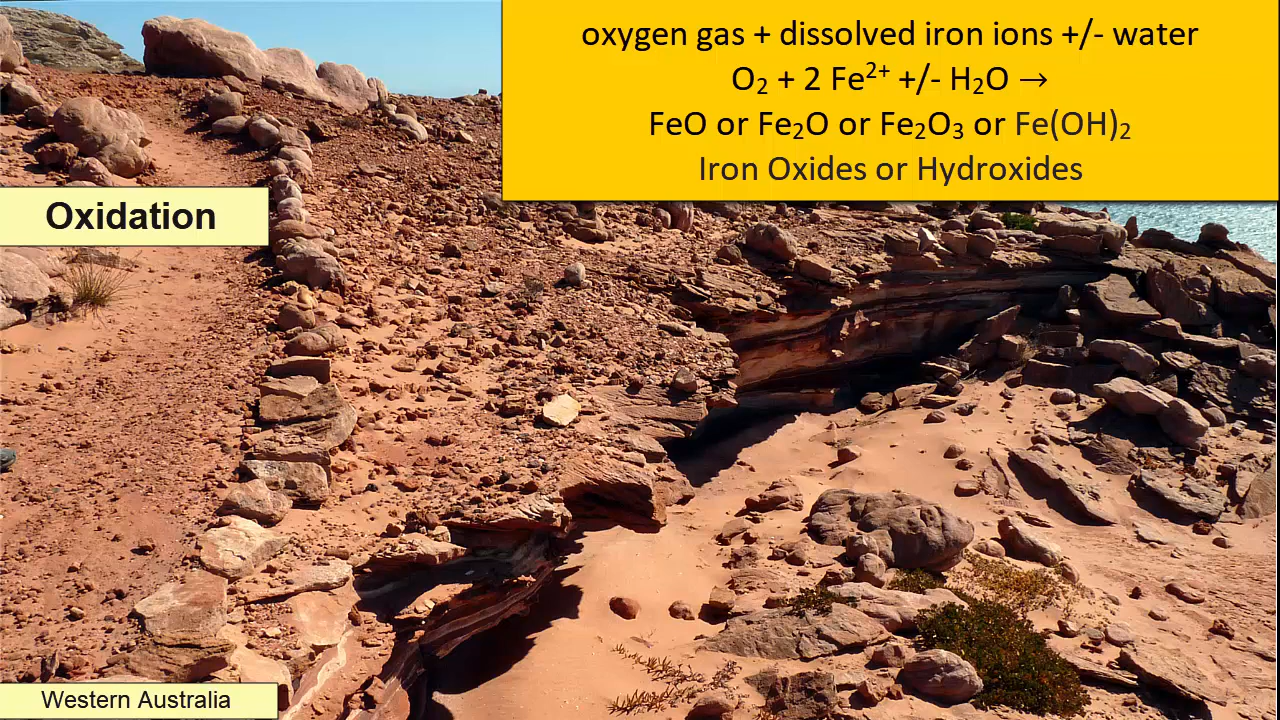 oxygen gas + dissolved iron ions +/- water
O₂ + 2 Fe²⁺ +/- H₂O →
FeO or Fe₂O or Fe₂O₃ or Fe(OH)₂
Iron Oxides or Hydroxides
Oxidation
Western Australia